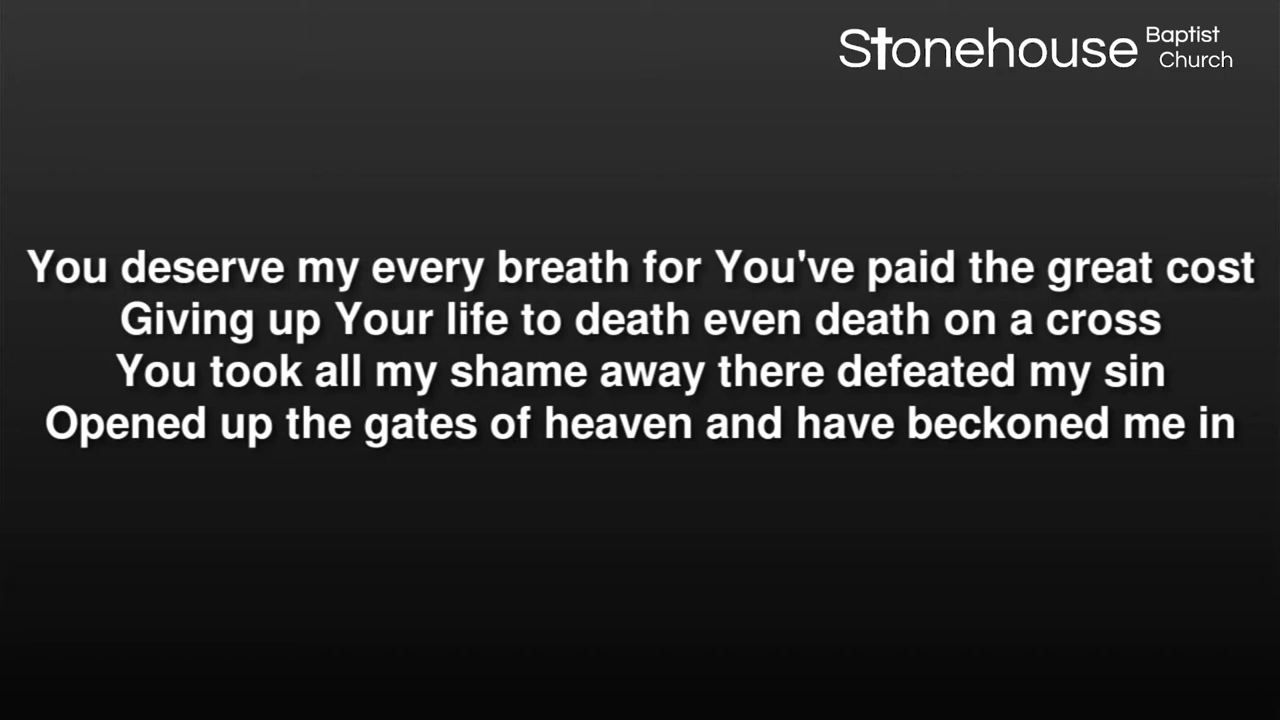 Stonehouse Baptist Church
You deserve my every breath for You've paid the great cost
Giving up Your life to death even death on a cross
You took all my shame away there defeated my sin
Opened up the gates of heaven and have beckoned me in